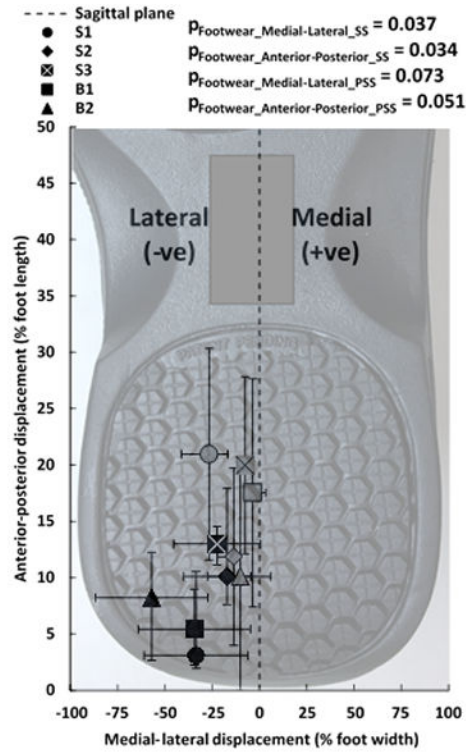 Sagittal plane
S1
S2
S3
B1
B2
pFootwear_Medial-Lateral_SS = 0.037
pFootwear_Anterior-Posterior_SS = 0.034
pFootwear_Medial-Lateral_PSS = 0.073
pFootwear_Anterior-Posterior_PSS = 0.051
Anterior-posterior displacement (% foot length)
50
45
40
35
30
25
20
15
10
5
0
Lateral
(-ve)
Medial
(+ve)
-100 -75 -50 -25 0 25 50 75 100
Medial-lateral displacement (% foot width)